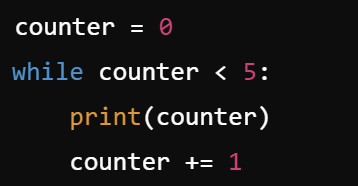 counter = 0
while counter < 5:
    print(counter)
    counter += 1